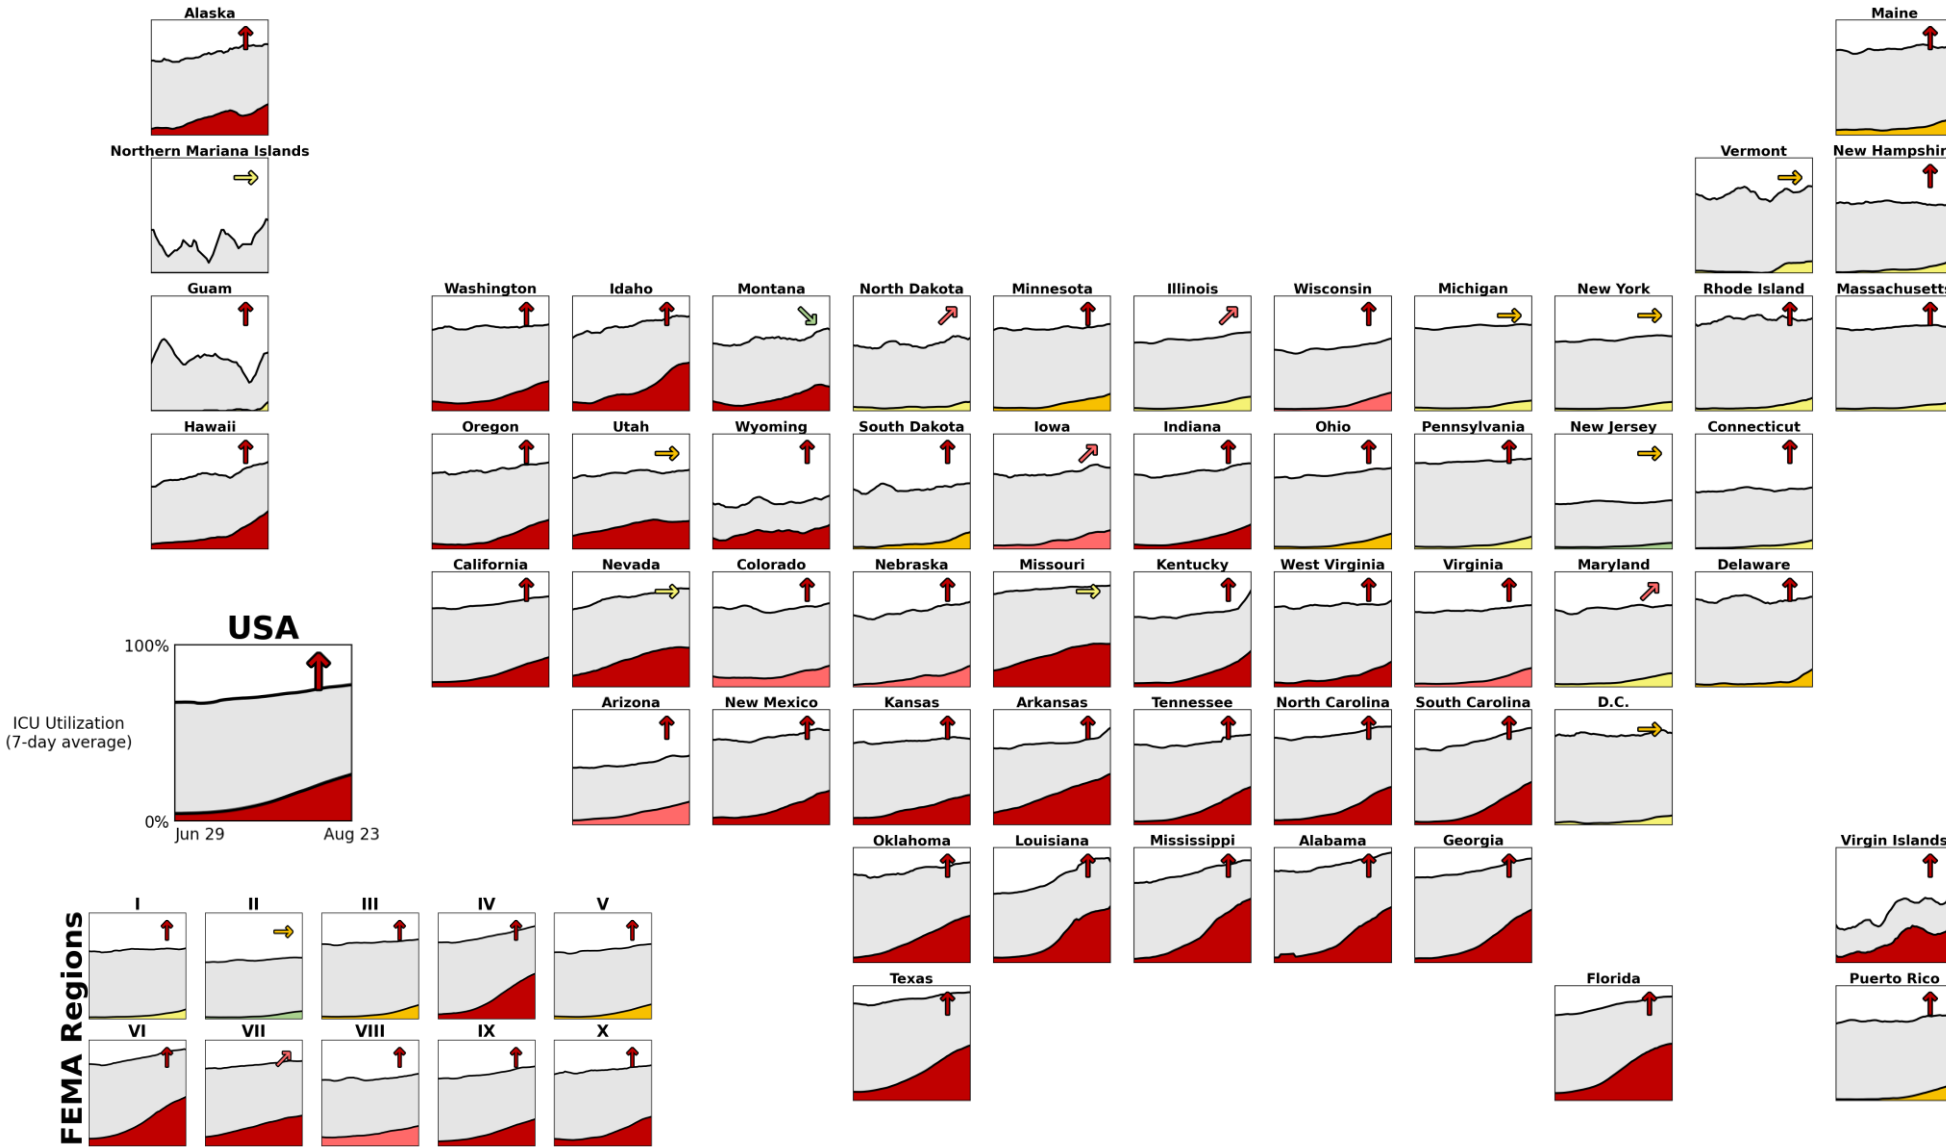 Alaska
Maine
Northern Mariana Islands
Vermont
New Hampshir
Guam
Washington
Idaho
Montana
North Dakota
Minnesota
Illinois
Wisconsin
Michigan
New York
Rhode Island
Massachusetts
Hawaii
Oregon
Utah
Wyoming
South Dakota
Iowa
Indiana
Ohio
Pennsylvania
New Jersey
Connecticut
California
Nevada
Colorado
Nebraska
Missouri
Kentucky
West Virginia
Virginia
Maryland
Delaware
USA
100%
ICU Utilization
(7-day average)
0%
Jun 29
Aug 23
Arizona
New Mexico
Kansas
Arkansas
Tennessee
North Carolina
South Carolina
D.C.
Oklahoma
Louisiana
Mississippi
Alabama
Georgia
Virgin Islands
Texas
Florida
Puerto Rico
FEMA Regions
I
II
III
IV
V
VI
VII
VIII
IX
X